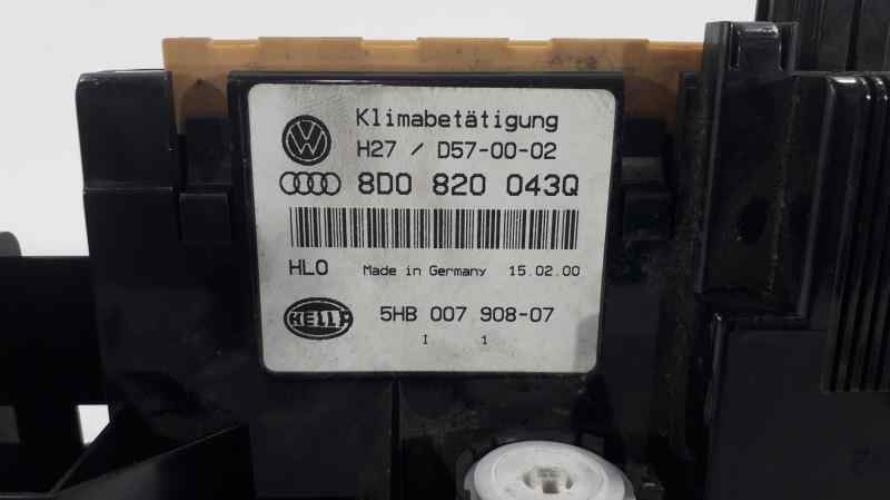 Klimabetätigung
H27 / D57-00-02
8D0 820 043Q
HLO Made in Germany 15.02.00
HELLA 5HB 007 908-07
I 1